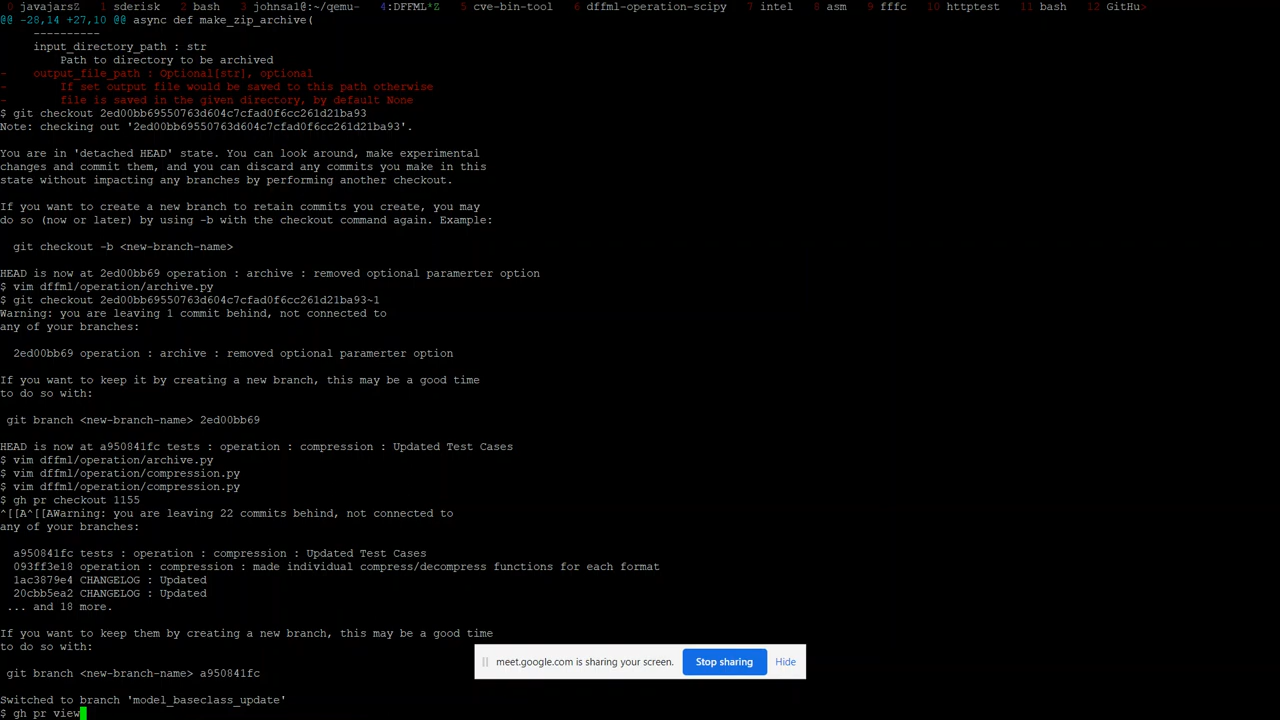 0 javajarsZ  1 sderisk  2 bash  3 johnsal@:~/qemu-  4:DFFML*Z  5 cve-bin-tool  6 dffml-operation-scipy  7 intel  8 asm  9 fffc  10 httptest  11 bash  12 GitHu>
@@ -28,14 +27,10 @@ async def make_zip_archive(
----------
input_directory_path : str
Path to directory to be archived
-    output_file_path : Optional[str], optional
-        If set output file would be saved to this path otherwise
-        file is saved in the given directory, by default None
$ git checkout 2ed00bb69550763d604c7cfad0f6cc261d21ba93
Note: checking out '2ed00bb69550763d604c7cfad0f6cc261d21ba93'.
You are in 'detached HEAD' state. You can look around, make experimental
changes and commit them, and you can discard any commits you make in this
state without impacting any branches by performing another checkout.
If you want to create a new branch to retain commits you create, you may
do so (now or later) by using -b with the checkout command again. Example:
git checkout -b <new-branch-name>
HEAD is now at 2ed00bb69 operation : archive : removed optional paramerter option
$ vim dffml/operation/archive.py
$ git checkout 2ed00bb69550763d604c7cfad0f6cc261d21ba93~1
Warning: you are leaving 1 commit behind, not connected to
any of your branches:
2ed00bb69 operation : archive : removed optional paramerter option
If you want to keep it by creating a new branch, this may be a good time
to do so with:
git branch <new-branch-name> 2ed00bb69
HEAD is now at a950841fc tests : operation : compression : Updated Test Cases
$ vim dffml/operation/archive.py
$ vim dffml/operation/compression.py
$ vim dffml/operation/compression.py
$ gh pr checkout 1155
^[[A^[[AWarning: you are leaving 22 commits behind, not connected to
any of your branches:
a950841fc tests : operation : compression : Updated Test Cases
093ff3e18 operation : compression : made individual compress/decompress functions for each format
1ac3879e4 CHANGELOG : Updated
20cbb5ea2 CHANGELOG : Updated
... and 18 more.
If you want to keep them by creating a new branch, this may be a good time
to do so with:
git branch <new-branch-name> a950841fc
meet.google.com is sharing your screen. Stop sharing Hide
Switched to branch 'model_baseclass_update'
$ gh pr view